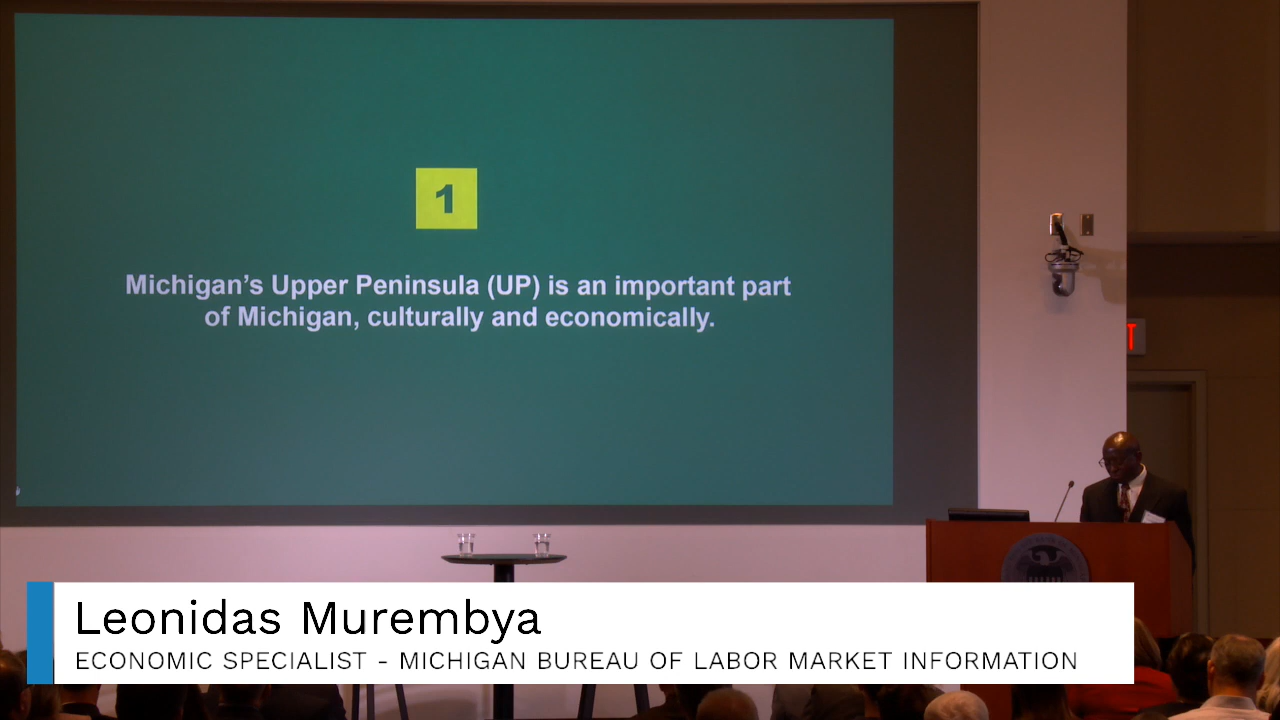 1
Michigan's Upper Peninsula (UP) is an important part
of Michigan, culturally and economically.
T
Leonidas Murembya
ECONOMIC SPECIALIST - MICHIGAN BUREAU OF LABOR MARKET INFORMATION